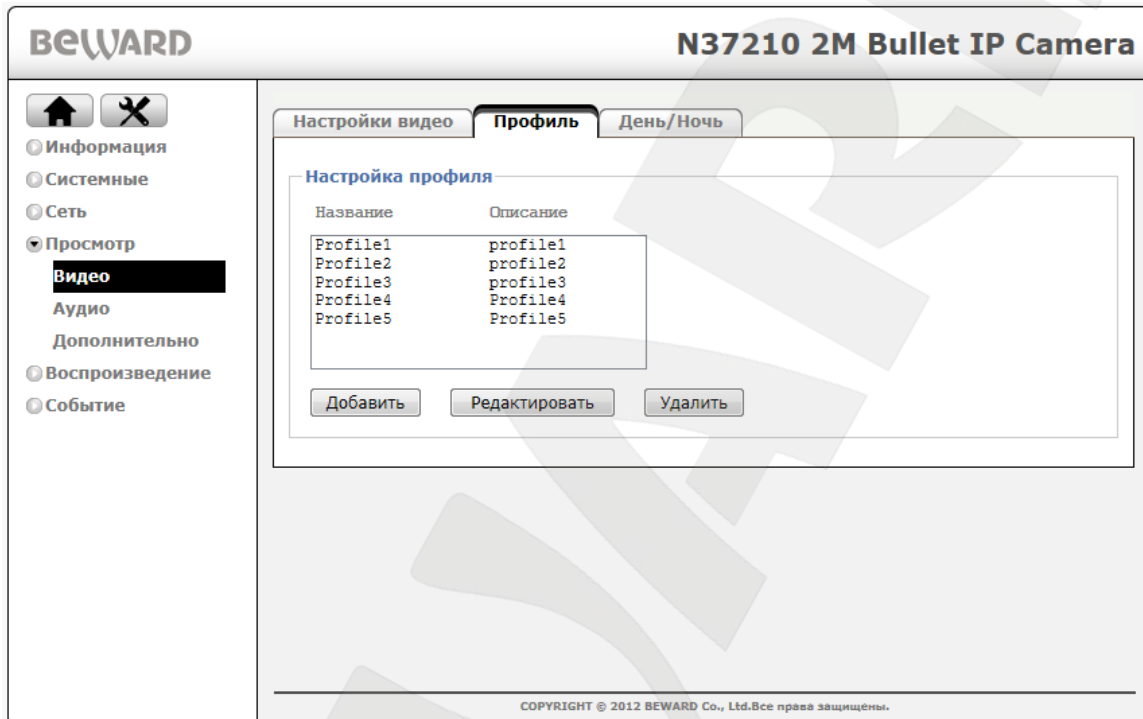 BEWARD
N37210 2M Bullet IP Camera
Информация
Системные
Сеть
Просмотр
Видео
Аудио
Дополнительно
Воспроизведение
Событие
Настройки видео Профиль День/Ночь
Настройка профиля
Название Описание
Profile1 profile1
Profile2 profile2
Profile3 profile3
Profile4 Profile4
Profile5 Profile5
Добавить Редактировать Удалить
COPYRIGHT © 2012 BEWARD Co., Ltd.Все права защищены.